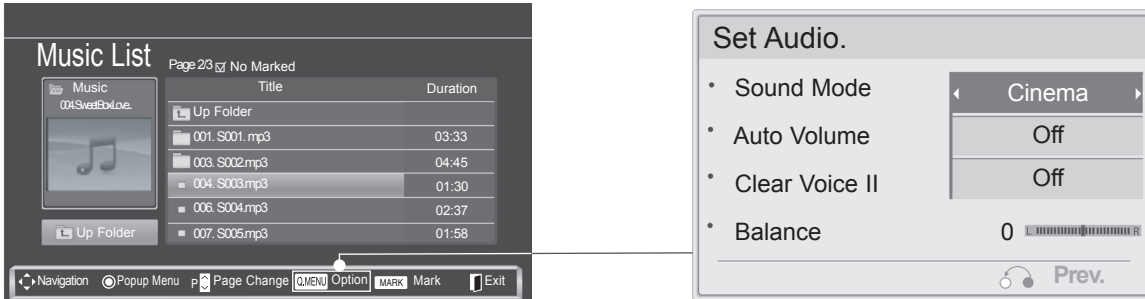 Music List
Page 2/3 No Marked
Music
004.SweetBoxLove..
Title Duration
Up Folder
001. S001. mp3 03:33
003. S002.mp3 04:45
004. S003.mp3 01:30
006. S004.mp3 02:37
007. S005.mp3 01:58
Up Folder
Navigation Popup Menu P Page Change Q.MENU Option MARK Mark Exit
Set Audio.
• Sound Mode Cinema
• Auto Volume Off
• Clear Voice II Off
• Balance 0 L R
Prev.